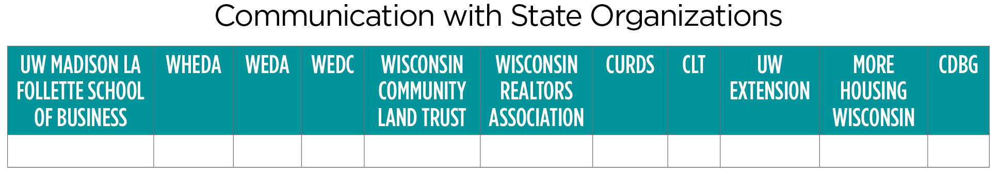 Communication with State Organizations
UW MADISON LA
FOLLETTE SCHOOL
OF BUSINESS
WHEDA
WEDA
WEDC
WISCONSIN
COMMUNITY
LAND TRUST
WISCONSIN
REALTORS
ASSOCIATION
CURDS
CLT
UW
EXTENSION
MORE
HOUSING
WISCONSIN
CDBG